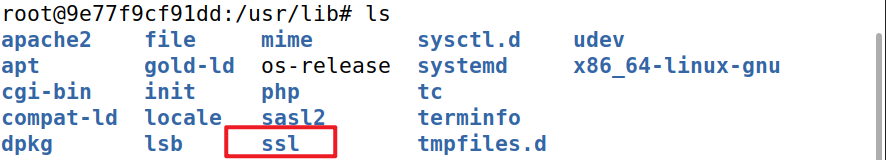 root@9e77f9cf91dd:/usr/lib# ls
apache2 file mime sysctl.d udev
apt gold-ld os-release systemd x86_64-linux-gnu
cgi-bin init php tc
compat-ld locale sasl2 terminfo
dpkg lsb ssl tmpfiles.d